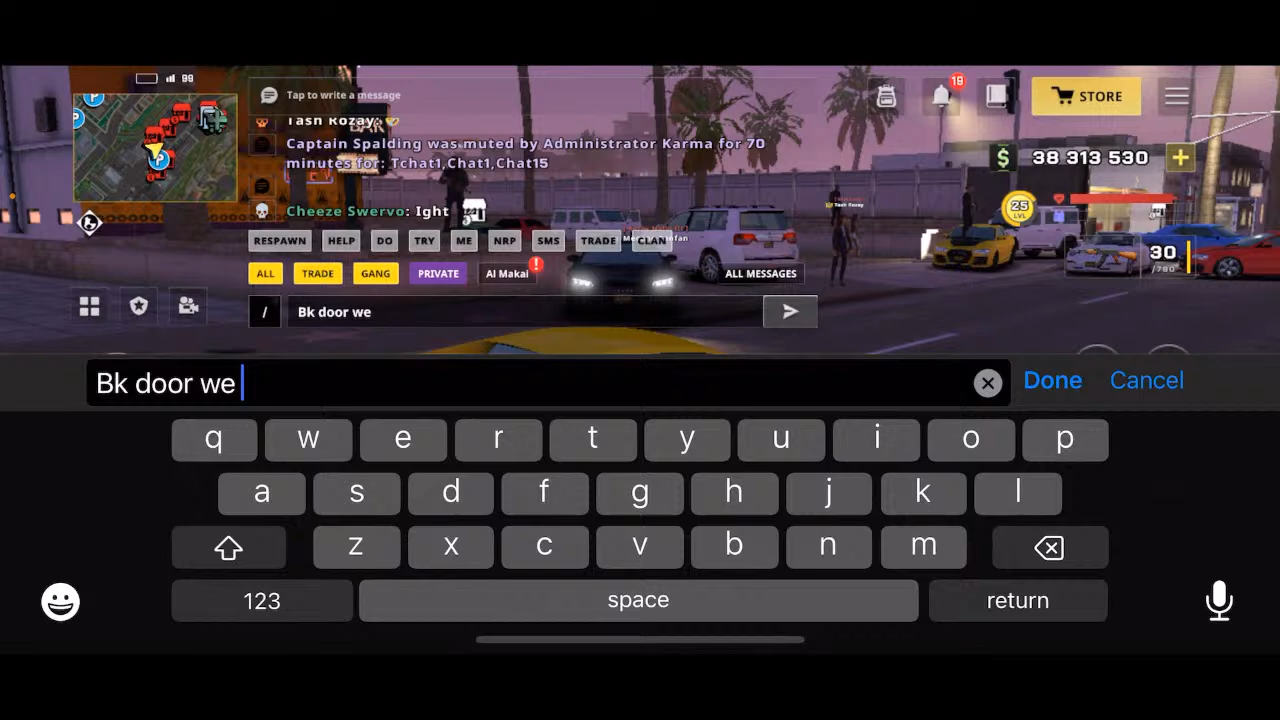 99
Tap to write a message
18
STORE
Tash Rozay:
Captain Spalding was muted by Administrator Karma for 70
minutes for: Tchat1,Chat1,Chat15
$ 38 313 530 +
Cheeze Swervo: Ight
25
LVL
RESPAWN HELP DO TRY ME NRP SMS TRADE CLAN
30
/780
ALL TRADE GANG PRIVATE AI Makai ! ALL MESSAGES
/ Bk door we
Bk door we
Done Cancel
q w e r t y u i o p
a s d f g h j k l
z x c v b n m
123 space return